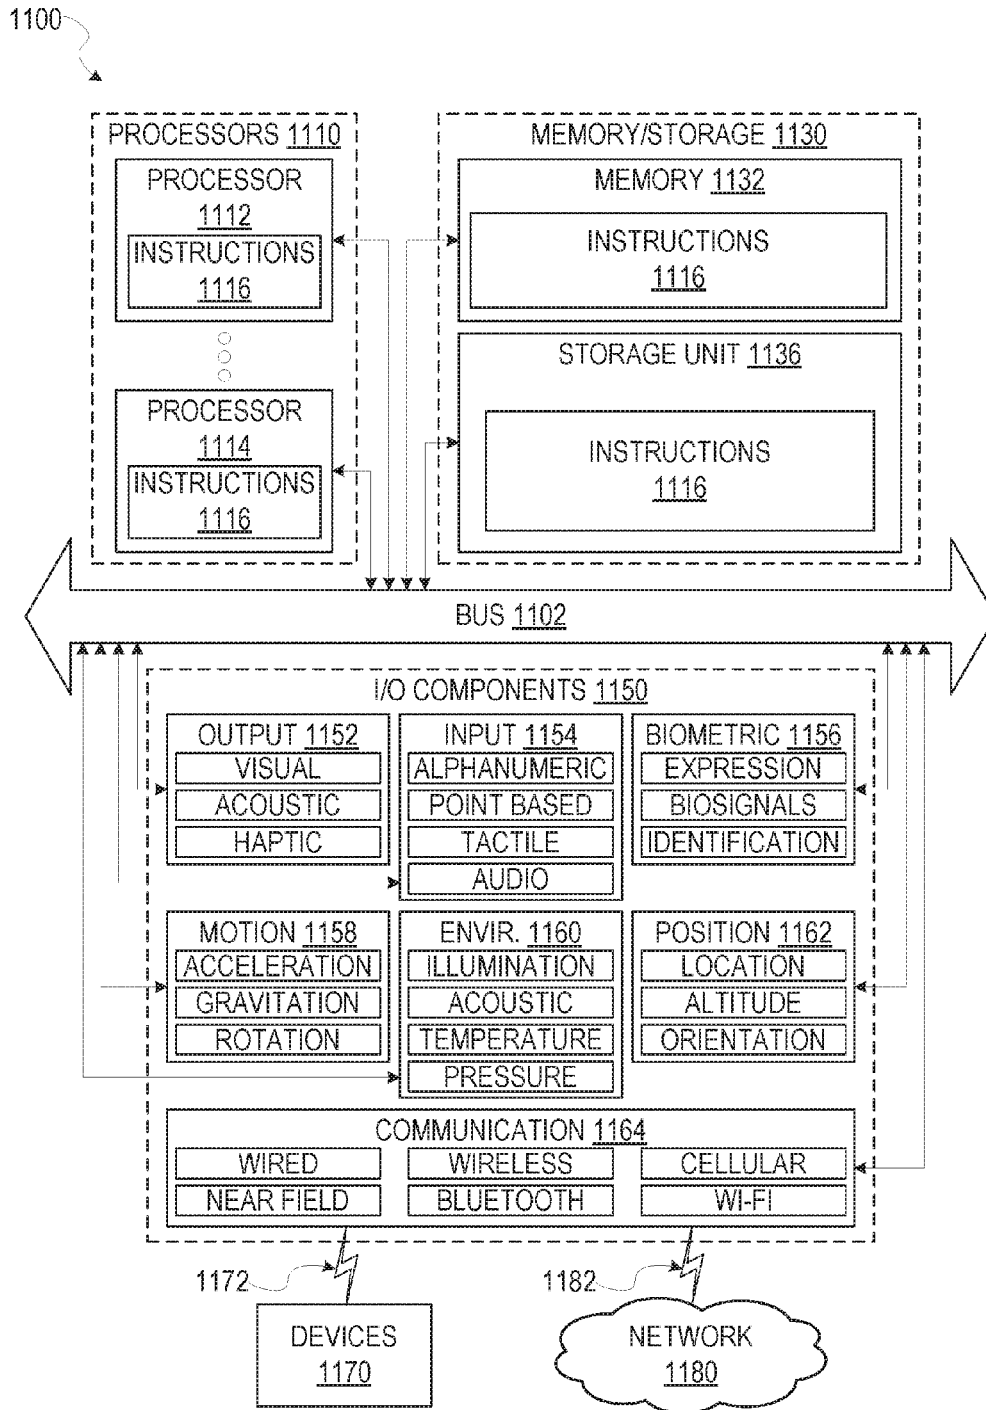 1100
PROCESSORS 1110
PROCESSOR
1112
INSTRUCTIONS
1116
PROCESSOR
1114
INSTRUCTIONS
1116
MEMORY/STORAGE 1130
MEMORY 1132
INSTRUCTIONS
1116
STORAGE UNIT 1136
INSTRUCTIONS
1116
BUS 1102
I/O COMPONENTS 1150
OUTPUT 1152
VISUAL
ACOUSTIC
HAPTIC
INPUT 1154
ALPHANUMERIC
POINT BASED
TACTILE
AUDIO
BIOMETRIC 1156
EXPRESSION
BIOSIGNALS
IDENTIFICATION
MOTION 1158
ACCELERATION
GRAVITATION
ROTATION
ENVIR. 1160
ILLUMINATION
ACOUSTIC
TEMPERATURE
PRESSURE
POSITION 1162
LOCATION
ALTITUDE
ORIENTATION
COMMUNICATION 1164
WIRED
WIRELESS
CELLULAR
NEAR FIELD
BLUETOOTH
WI-FI
1172
1182
DEVICES
1170
NETWORK
1180